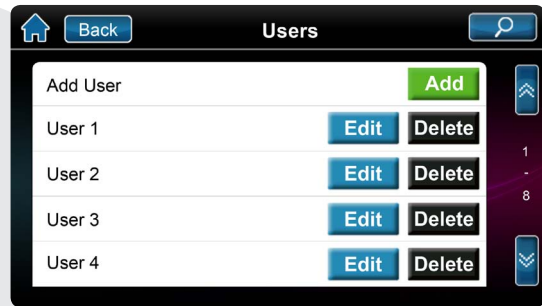 Back Users
Add User Add
User 1 Edit Delete
User 2 Edit Delete
User 3 Edit Delete
User 4 Edit Delete
1
-
8